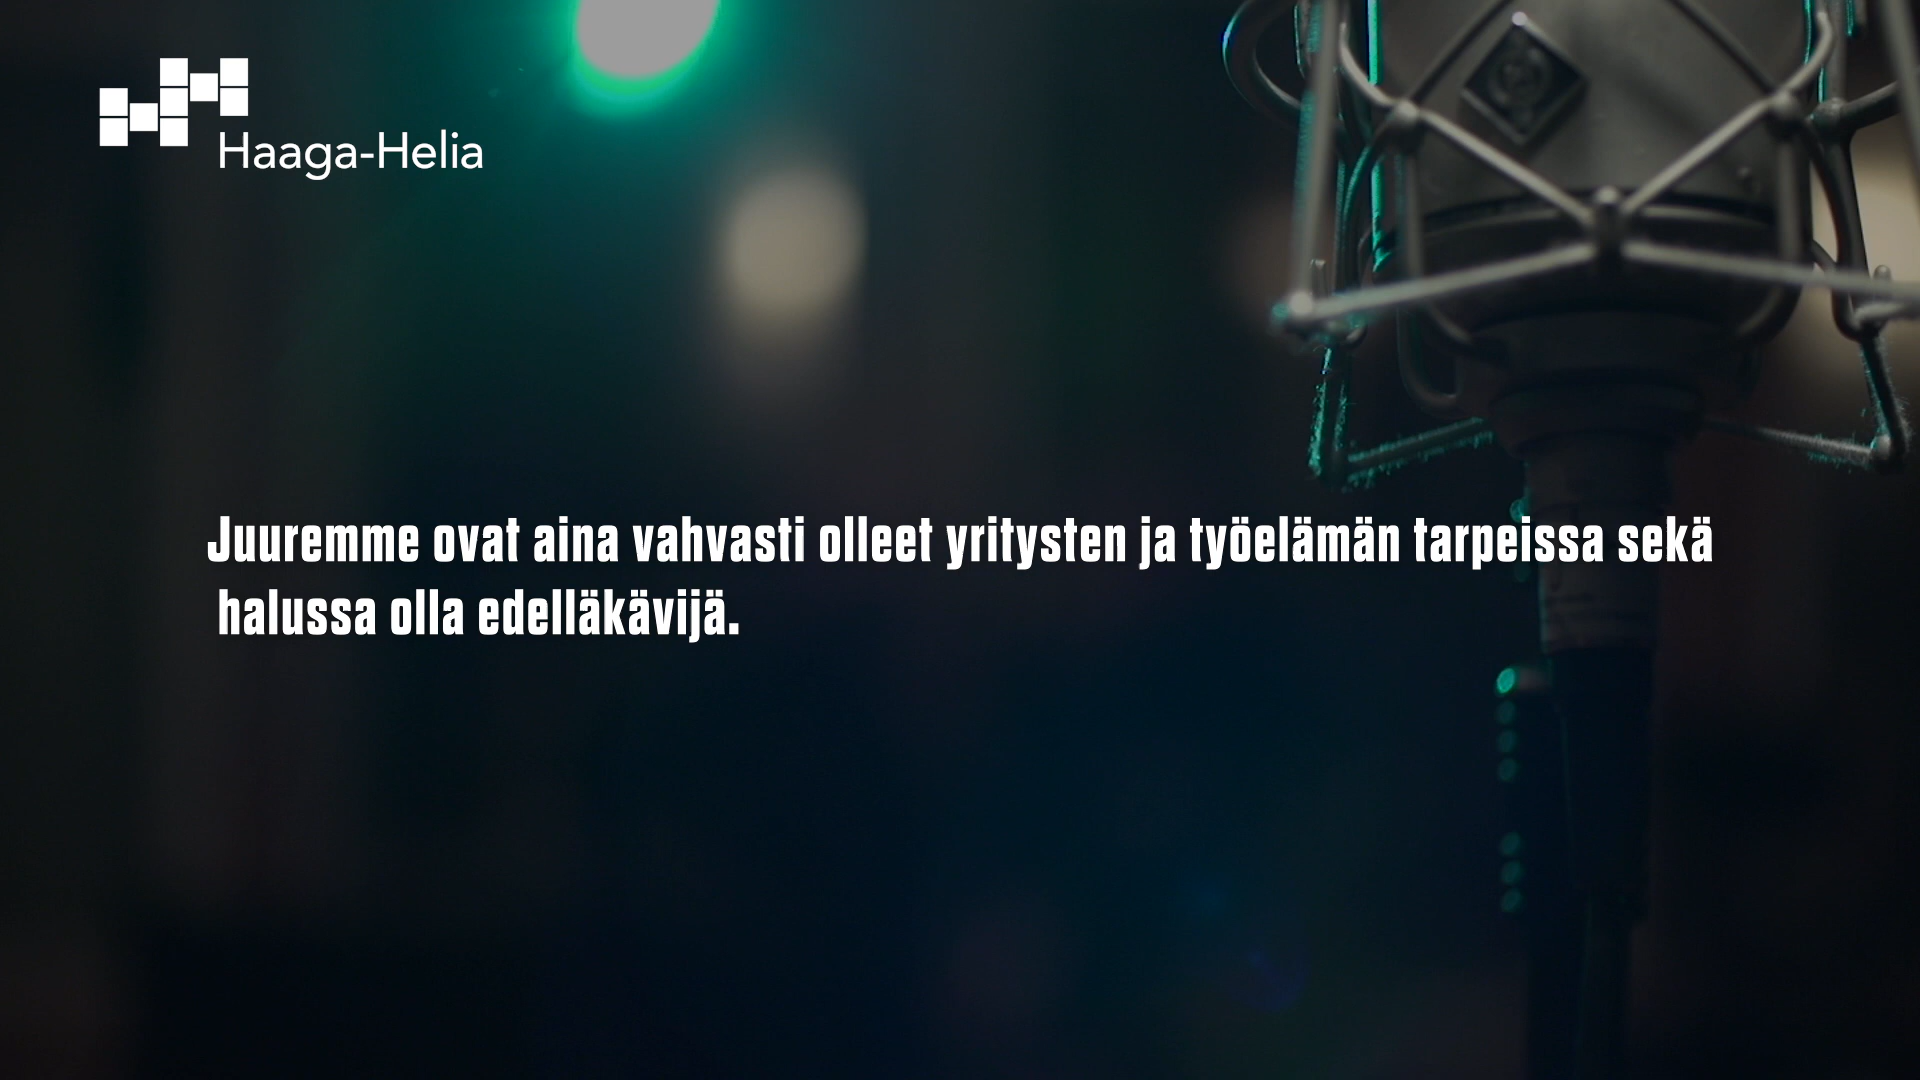 Haaga-Helia
Juuremme ovat aina vahvasti olleet yritysten ja työelämän tarpeissa sekä
halussa olla edelläkävijä.